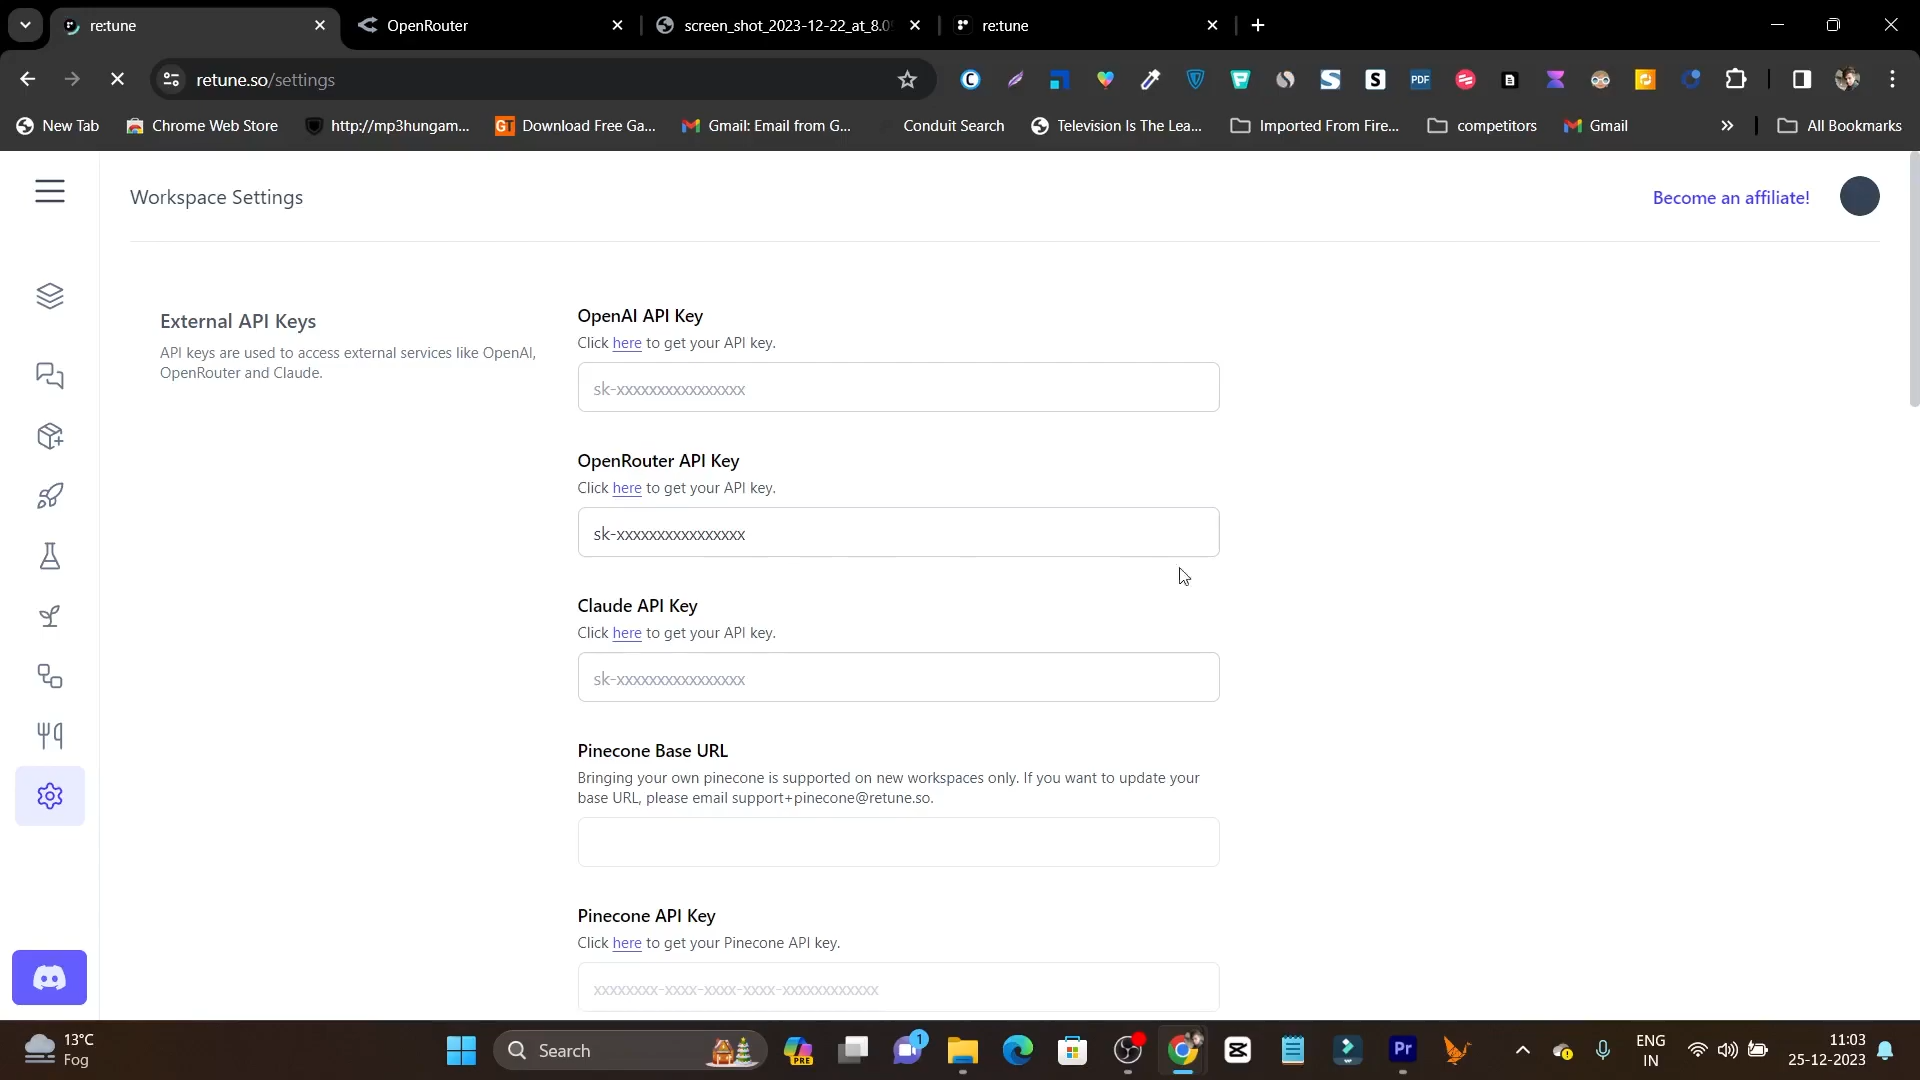 re:tune
OpenRouter
screen_shot_2023-12-22_at_8.0
re:tune
retune.so/settings
New Tab
Chrome Web Store
http://mp3hungam...
Download Free Ga...
Gmail: Email from G...
Conduit Search
Television Is The Lea...
Imported From Fire...
competitors
Gmail
All Bookmarks
Workspace Settings
Become an affiliate!
External API Keys
API keys are used to access external services like OpenAI,
OpenRouter and Claude.
OpenAI API Key
Click here to get your API key.
sk-xxxxxxxxxxxxxxxx
OpenRouter API Key
Click here to get your API key.
sk-xxxxxxxxxxxxxxxx
Claude API Key
Click here to get your API key.
sk-xxxxxxxxxxxxxxxx
Pinecone Base URL
Bringing your own pinecone is supported on new workspaces only. If you want to update your
base URL, please email support+pinecone@retune.so.
Pinecone API Key
Click here to get your Pinecone API key.
xxxxxxxx-xxxx-xxxx-xxxx-xxxxxxxxxxxx
13°C
Fog
Search
PRE
1
Pr
ENG
IN
11:03
25-12-2023